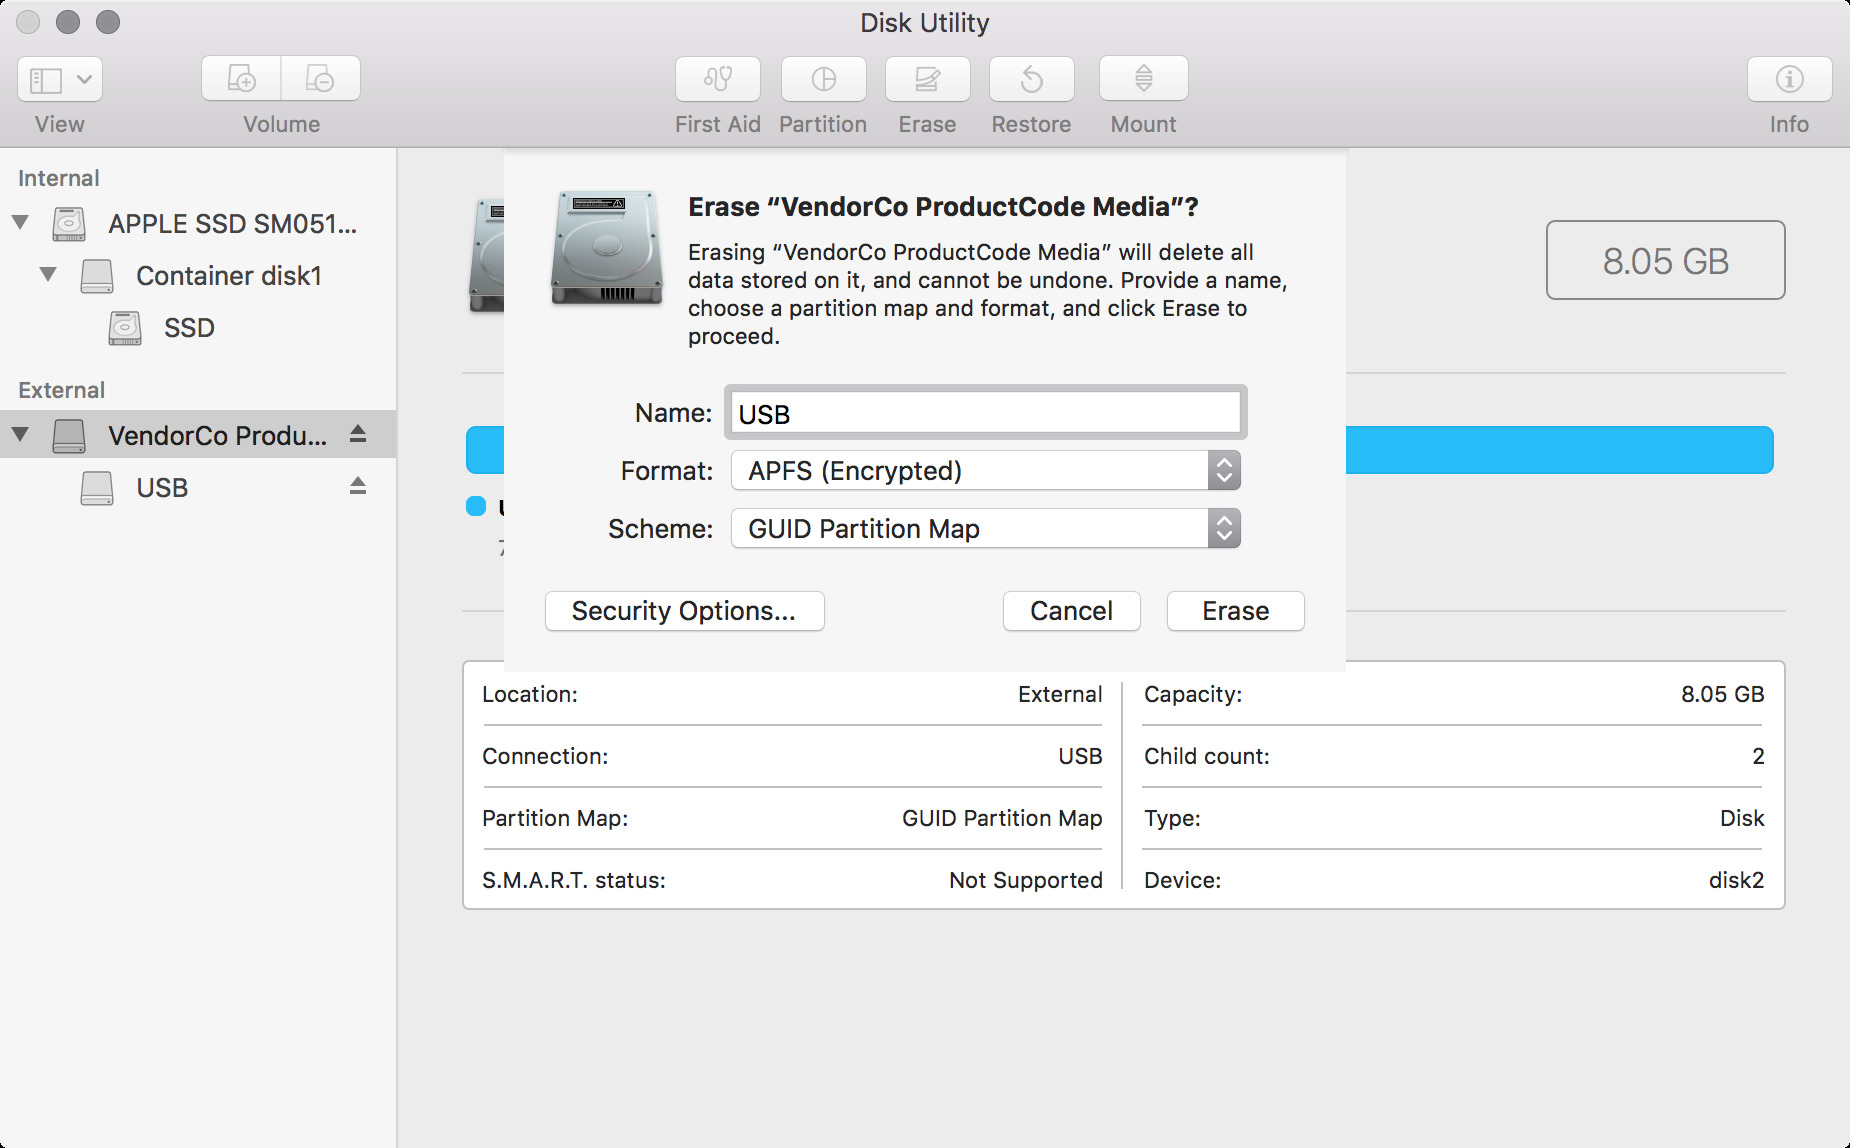 Disk Utility
View
Volume
First Aid
Partition
Erase
Restore
Mount
Info
Internal
APPLE SSD SM051...
Container disk1
SSD
External
VendorCo Produ...
USB
Erase “VendorCo ProductCode Media”?
Erasing “VendorCo ProductCode Media” will delete all
data stored on it, and cannot be undone. Provide a name,
choose a partition map and format, and click Erase to
proceed.
Name: USB
Format: APFS (Encrypted)
Scheme: GUID Partition Map
Security Options...
Cancel
Erase
8.05 GB
Location: External
Capacity: 8.05 GB
Connection: USB
Child count: 2
Partition Map: GUID Partition Map
Type: Disk
S.M.A.R.T. status: Not Supported
Device: disk2